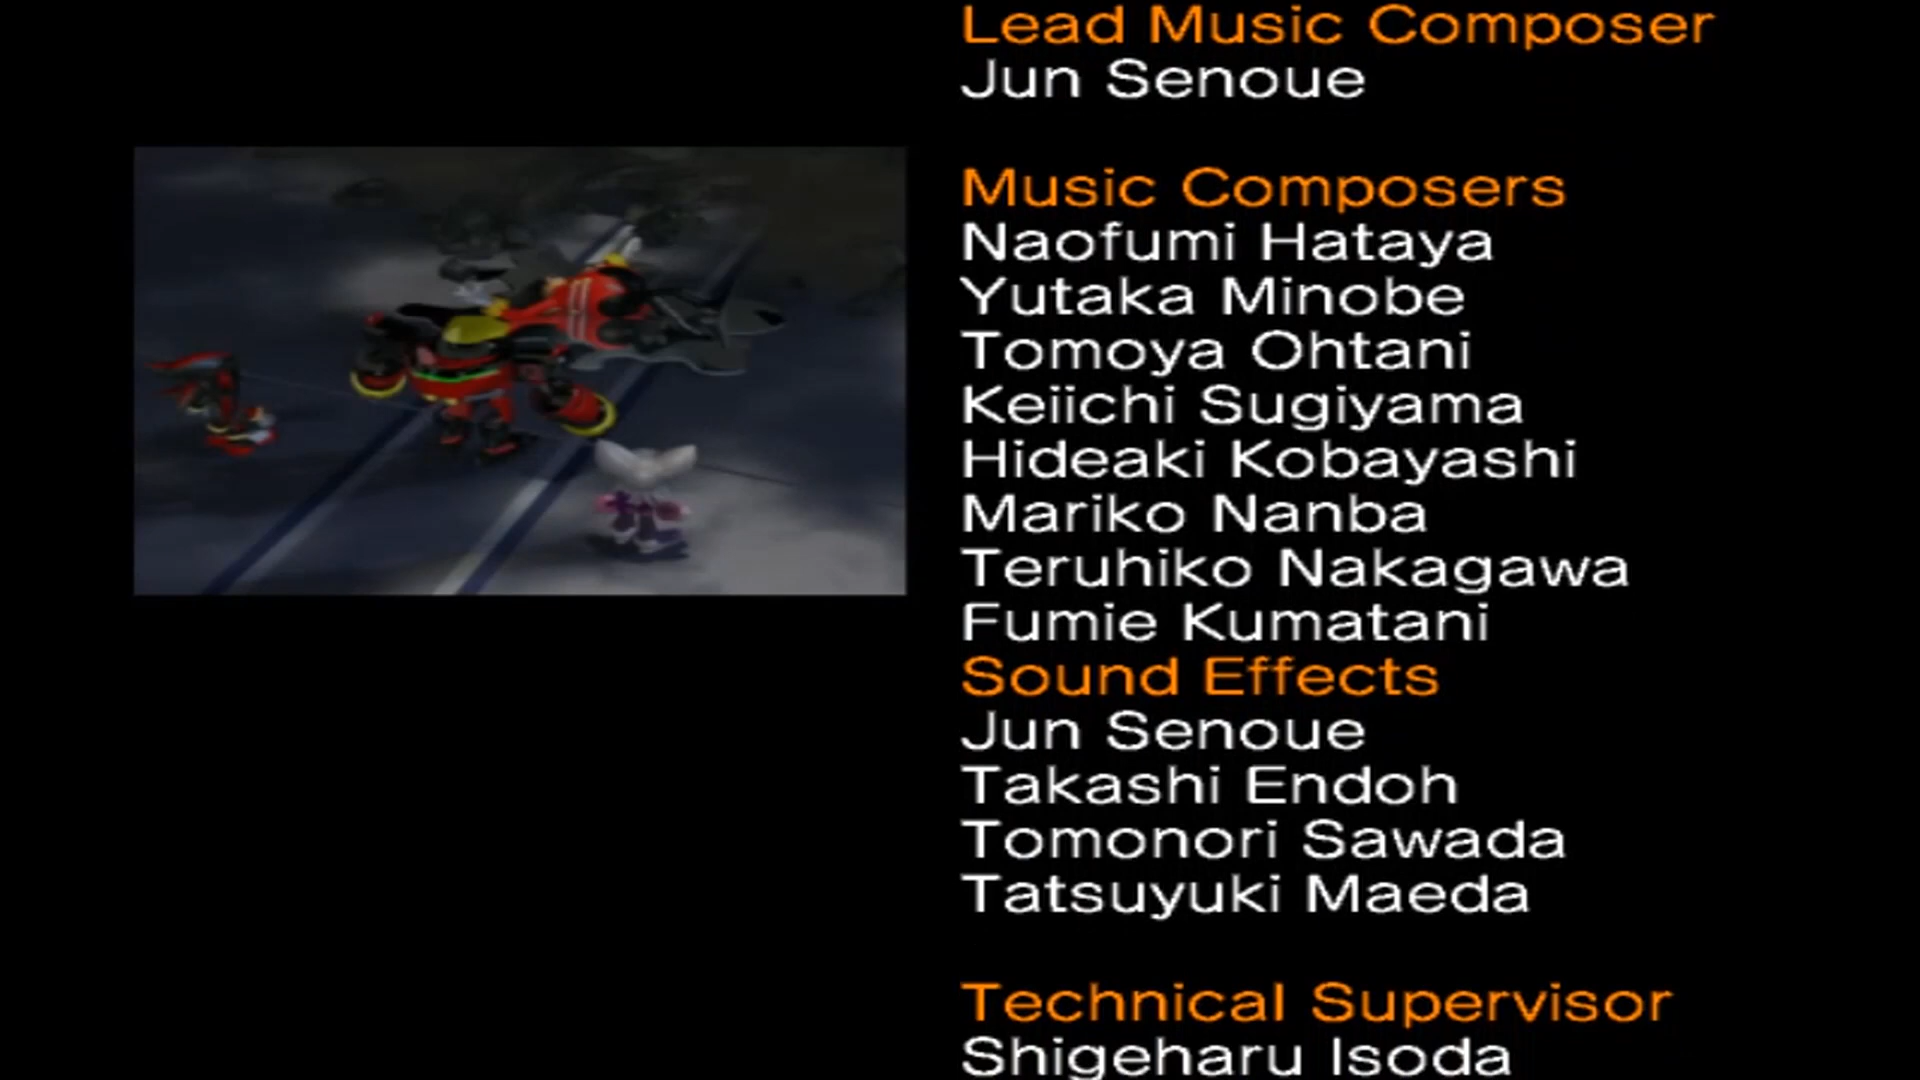 Lead Music Composer
Jun Senoue
Music Composers
Naofumi Hataya
Yutaka Minobe
Tomoya Ohtani
Keiichi Sugiyama
Hideaki Kobayashi
Mariko Nanba
Teruhiko Nakagawa
Fumie Kumatani
Sound Effects
Jun Senoue
Takashi Endoh
Tomonori Sawada
Tatsuyuki Maeda
Technical Supervisor
Shigeharu Isoda